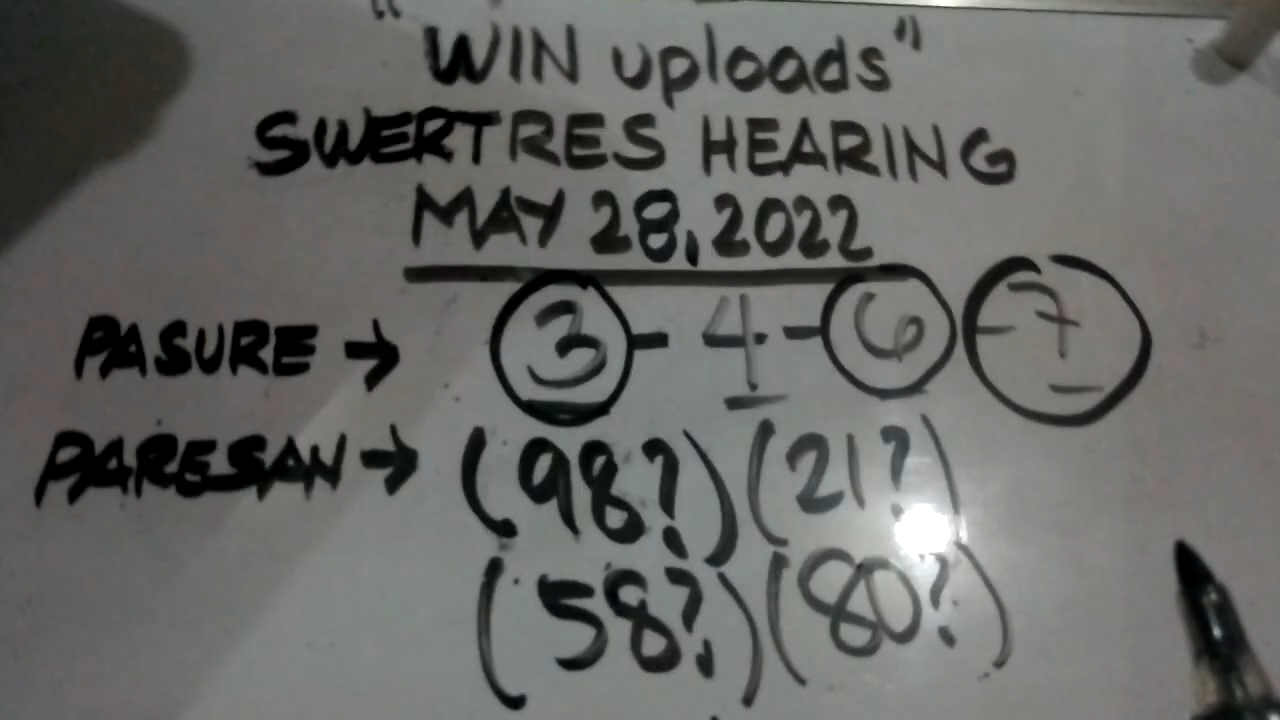 "WIN uploads"
SWERTRES HEARING
MAY 28, 2022
PASURE → 3 - 4 - 6 - 7
PARESAN → (98?) (21?)
(58?) (80?)